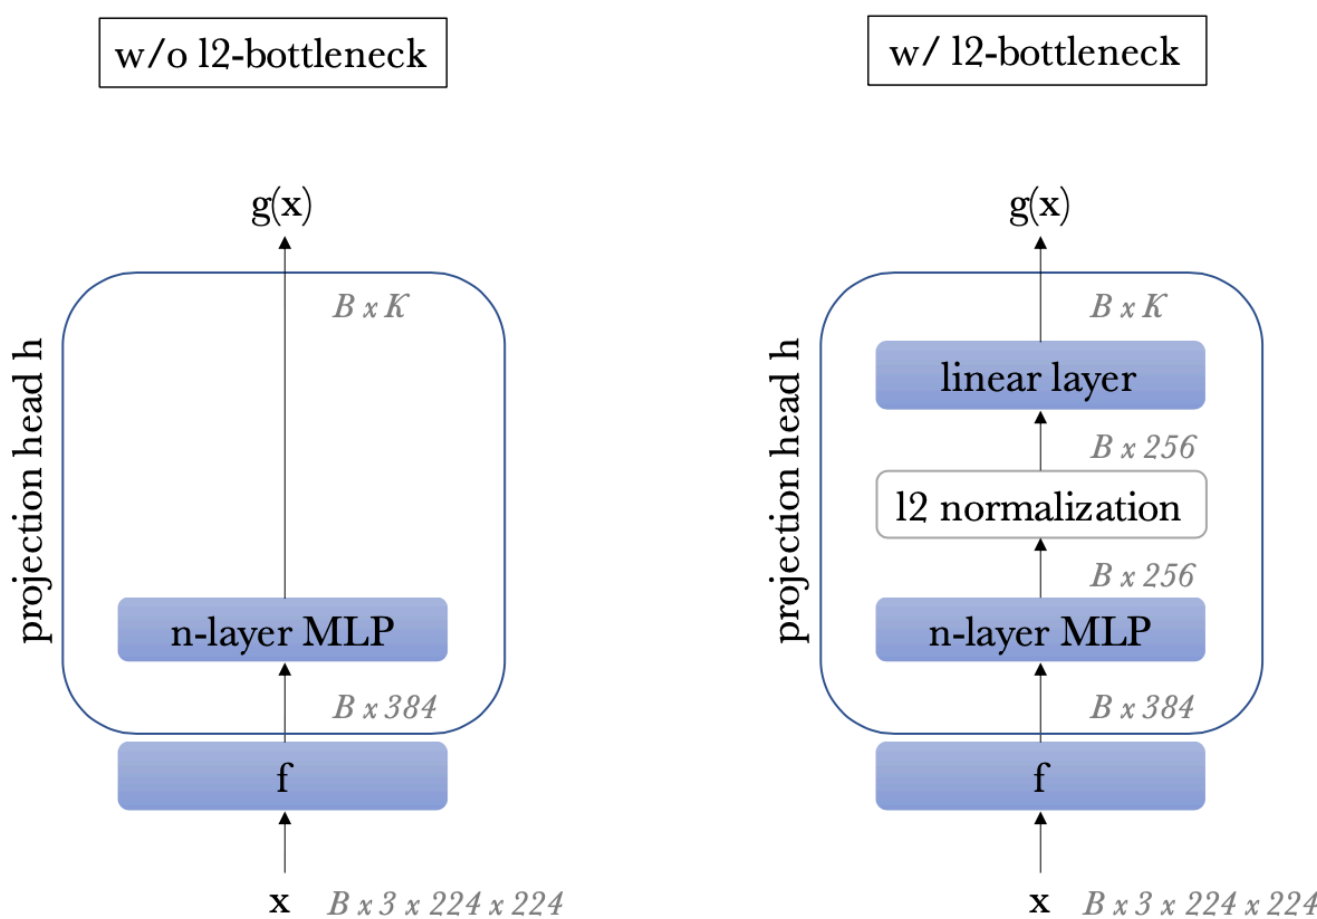 w/o l2-bottleneck
g(x)
B x K
projection head h
n-layer MLP
B x 384
f
x
B x 3 x 224 x 224
w/ l2-bottleneck
g(x)
B x K
projection head h
linear layer
B x 256
l2 normalization
B x 256
n-layer MLP
B x 384
f
x
B x 3 x 224 x 224